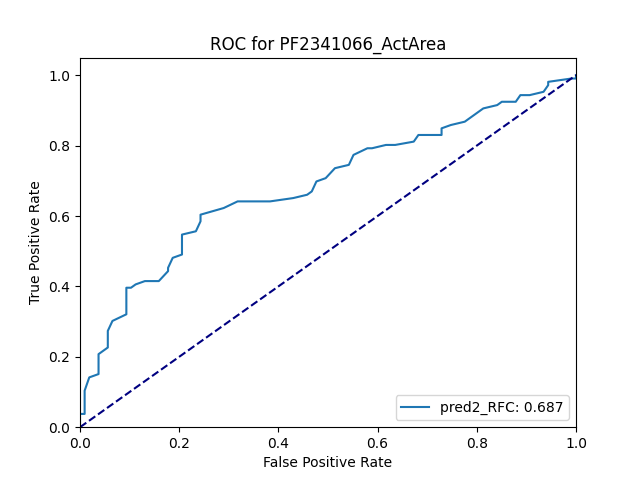 ROC for PF2341066_ActArea
True Positive Rate
1.0
0.8
0.6
0.4
0.2
0.0
0.0 0.2 0.4 0.6 0.8 1.0
False Positive Rate
pred2_RFC: 0.687